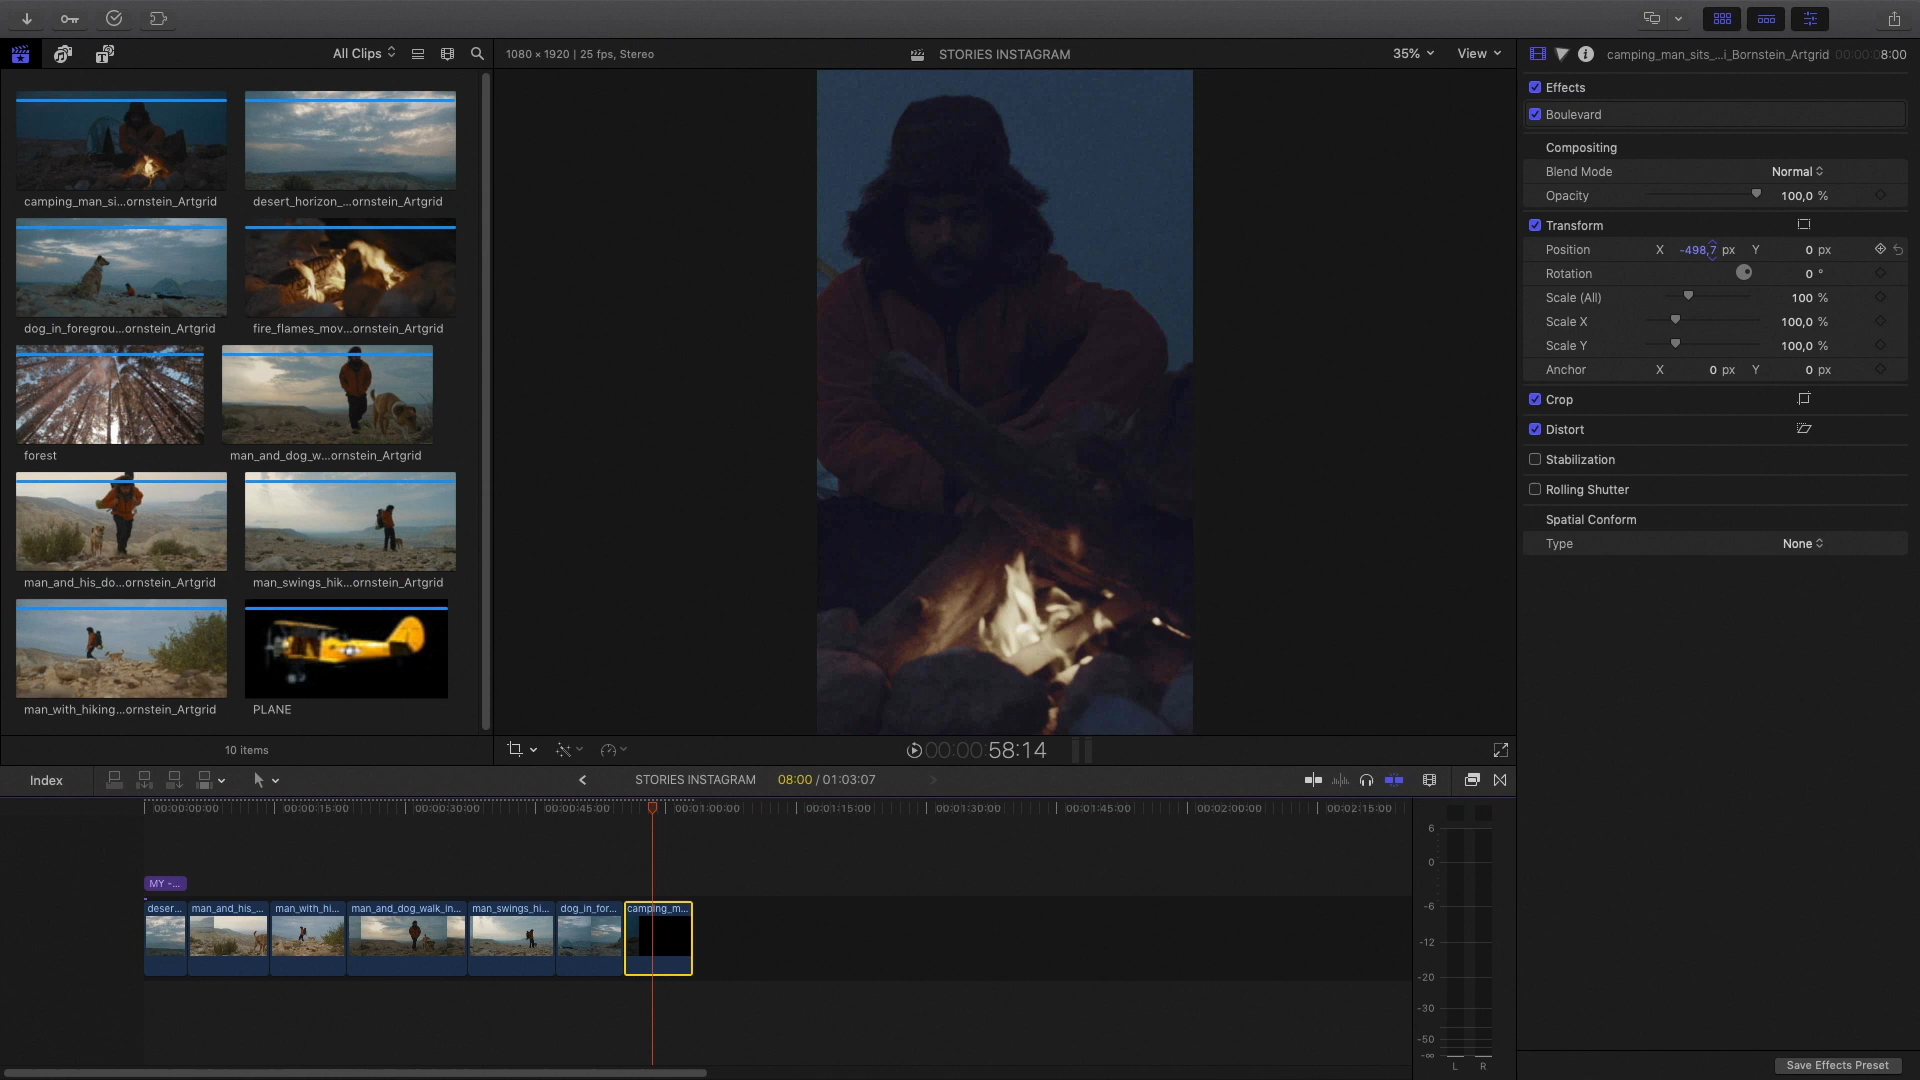 All Clips
1080 × 1920 | 25 fps, Stereo
STORIES INSTAGRAM
35%
View
camping_man_sits_...i_Bornstein_Artgrid
00:00:08:00
camping_man_si...ornstein_Artgrid
desert_horizon_...ornstein_Artgrid
dog_in_foregrou...ornstein_Artgrid
fire_flames_mov...ornstein_Artgrid
forest
man_and_dog_w...ornstein_Artgrid
man_and_his_do...ornstein_Artgrid
man_swings_hik...ornstein_Artgrid
man_with_hiking...ornstein_Artgrid
PLANE
10 items
Effects
Boulevard
Compositing
Blend Mode Normal
Opacity 100,0 %
Transform
Position X -498,7 px Y 0 px
Rotation 0 °
Scale (All) 100 %
Scale X 100,0 %
Scale Y 100,0 %
Anchor X 0 px Y 0 px
Crop
Distort
Stabilization
Rolling Shutter
Spatial Conform
Type None
00:00:58:14
Index
STORIES INSTAGRAM
08:00 / 01:03:07
00:00:00:00 00:00:15:00 00:00:30:00 00:00:45:00 00:01:00:00 00:01:15:00 00:01:30:00 00:01:45:00 00:02:00:00 00:02:15:00
MY -...
deser... man_and_his_... man_with_hi... man_and_dog_walk_in... man_swings_hi... dog_in_for... camping_m...
6
0
-6
-12
-20
-30
-50
-∞
L R
Save Effects Preset